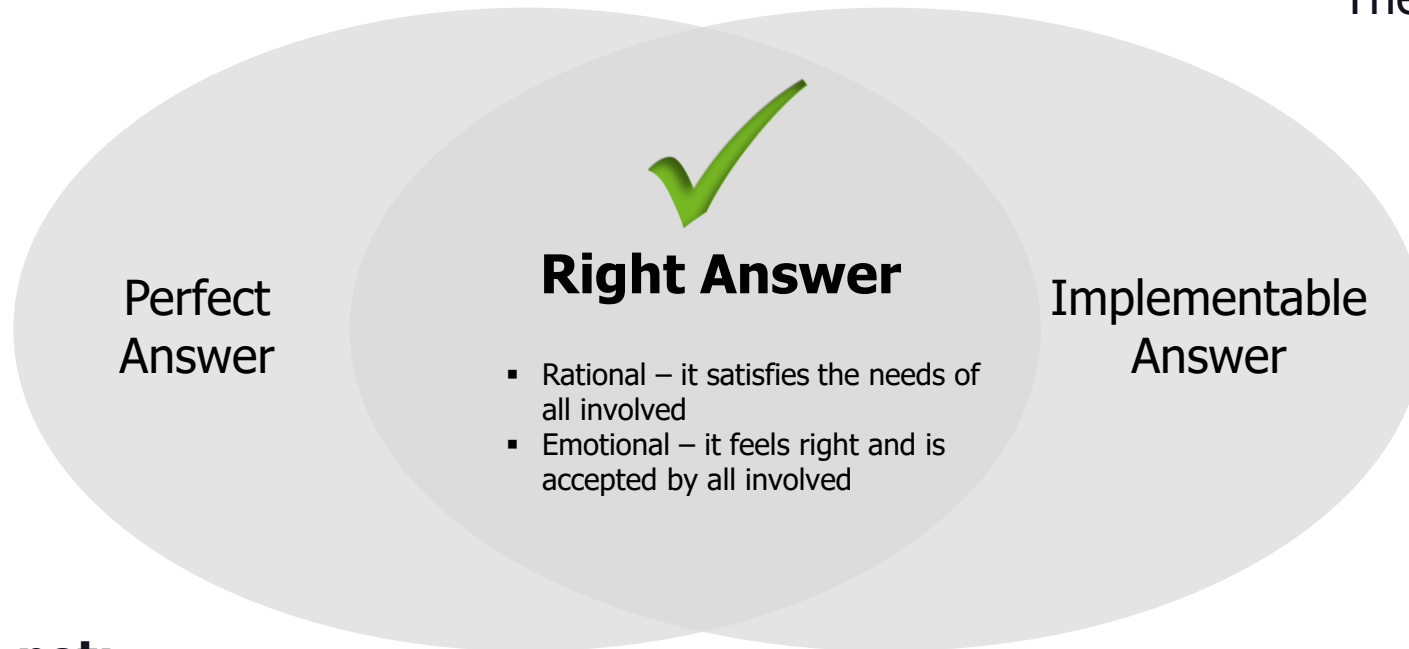 The
Right Answer
Perfect
Answer
Implementable
Answer
▪ Rational – it satisfies the needs of
all involved
▪ Emotional – it feels right and is
accepted by all involved